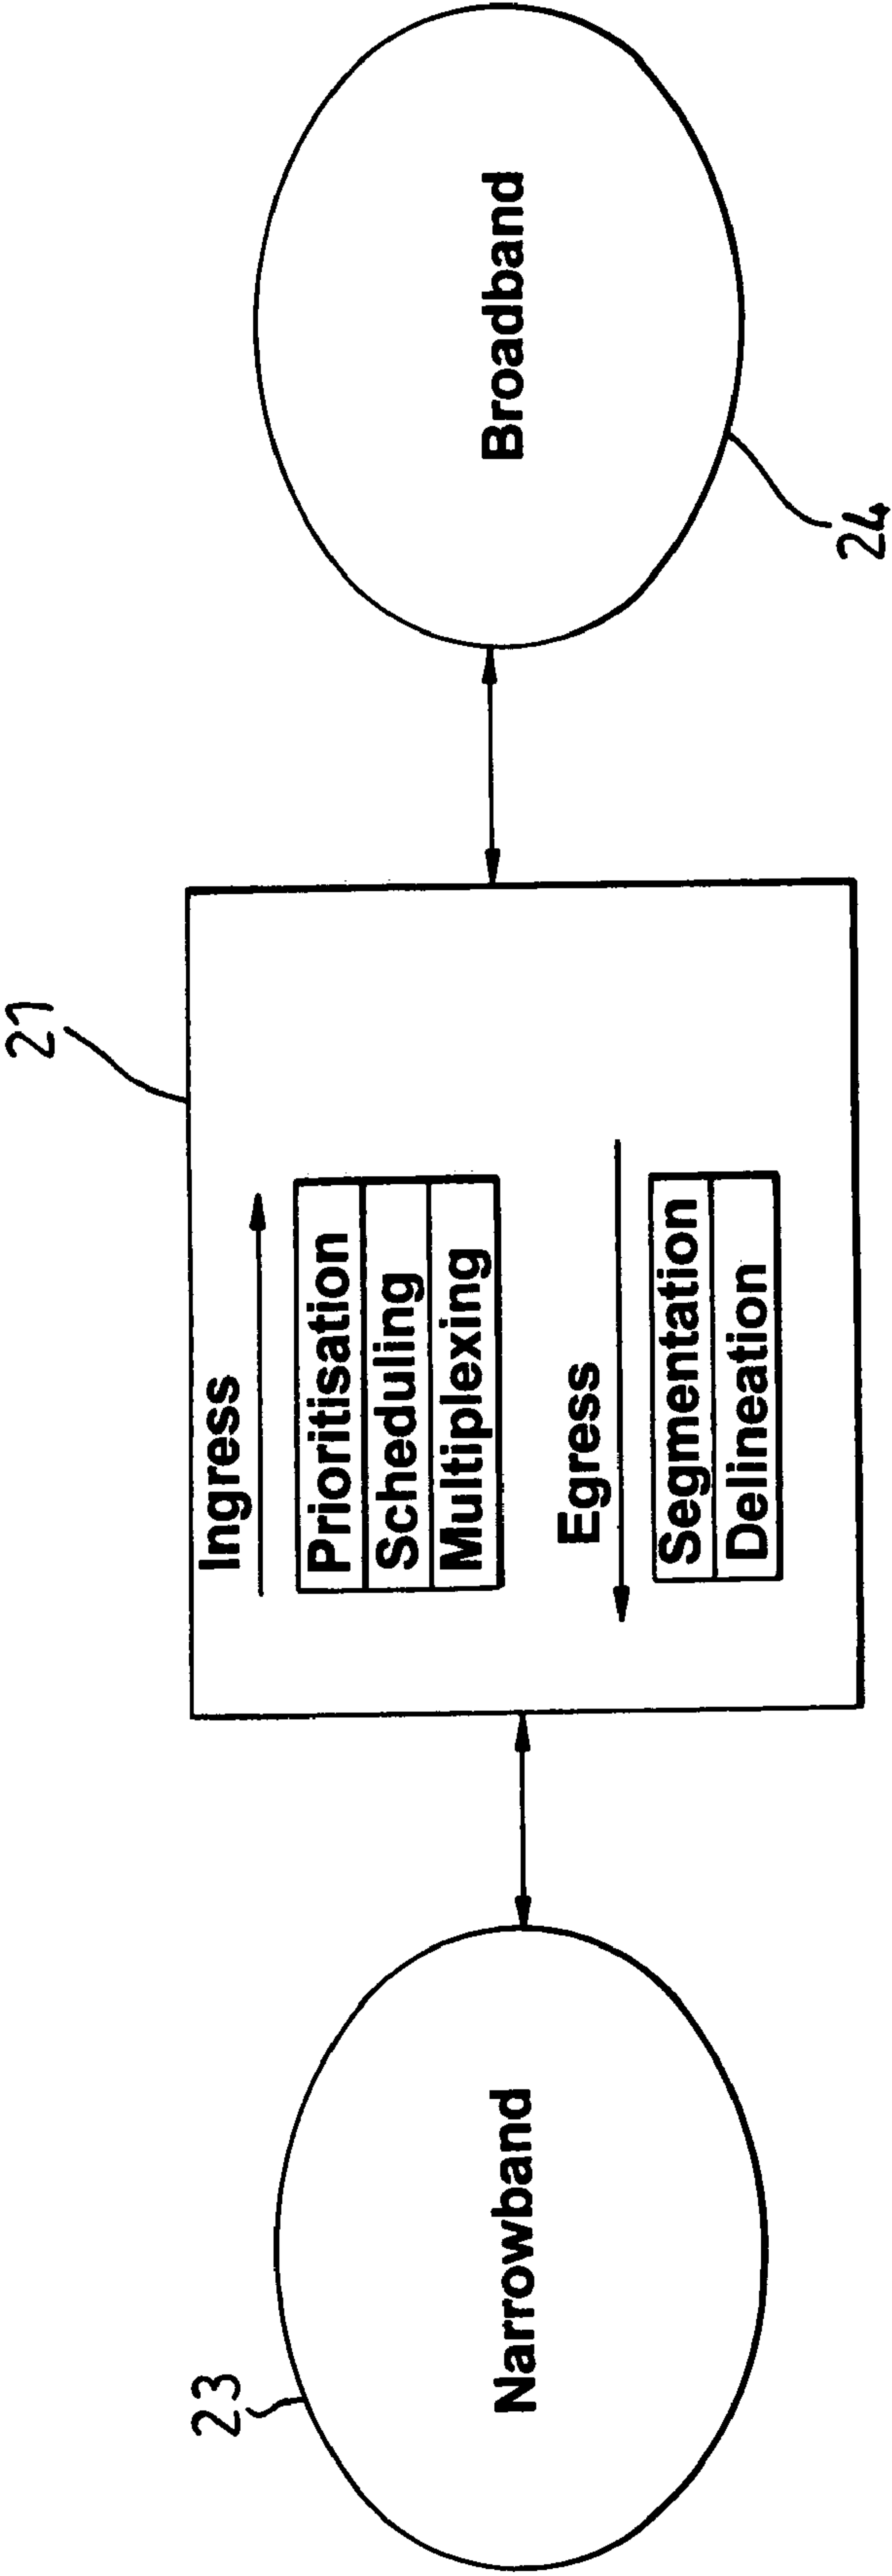 21
Ingress
Prioritisation
Scheduling
Multiplexing
Egress
Segmentation
Delineation
23
Narrowband
Broadband
24